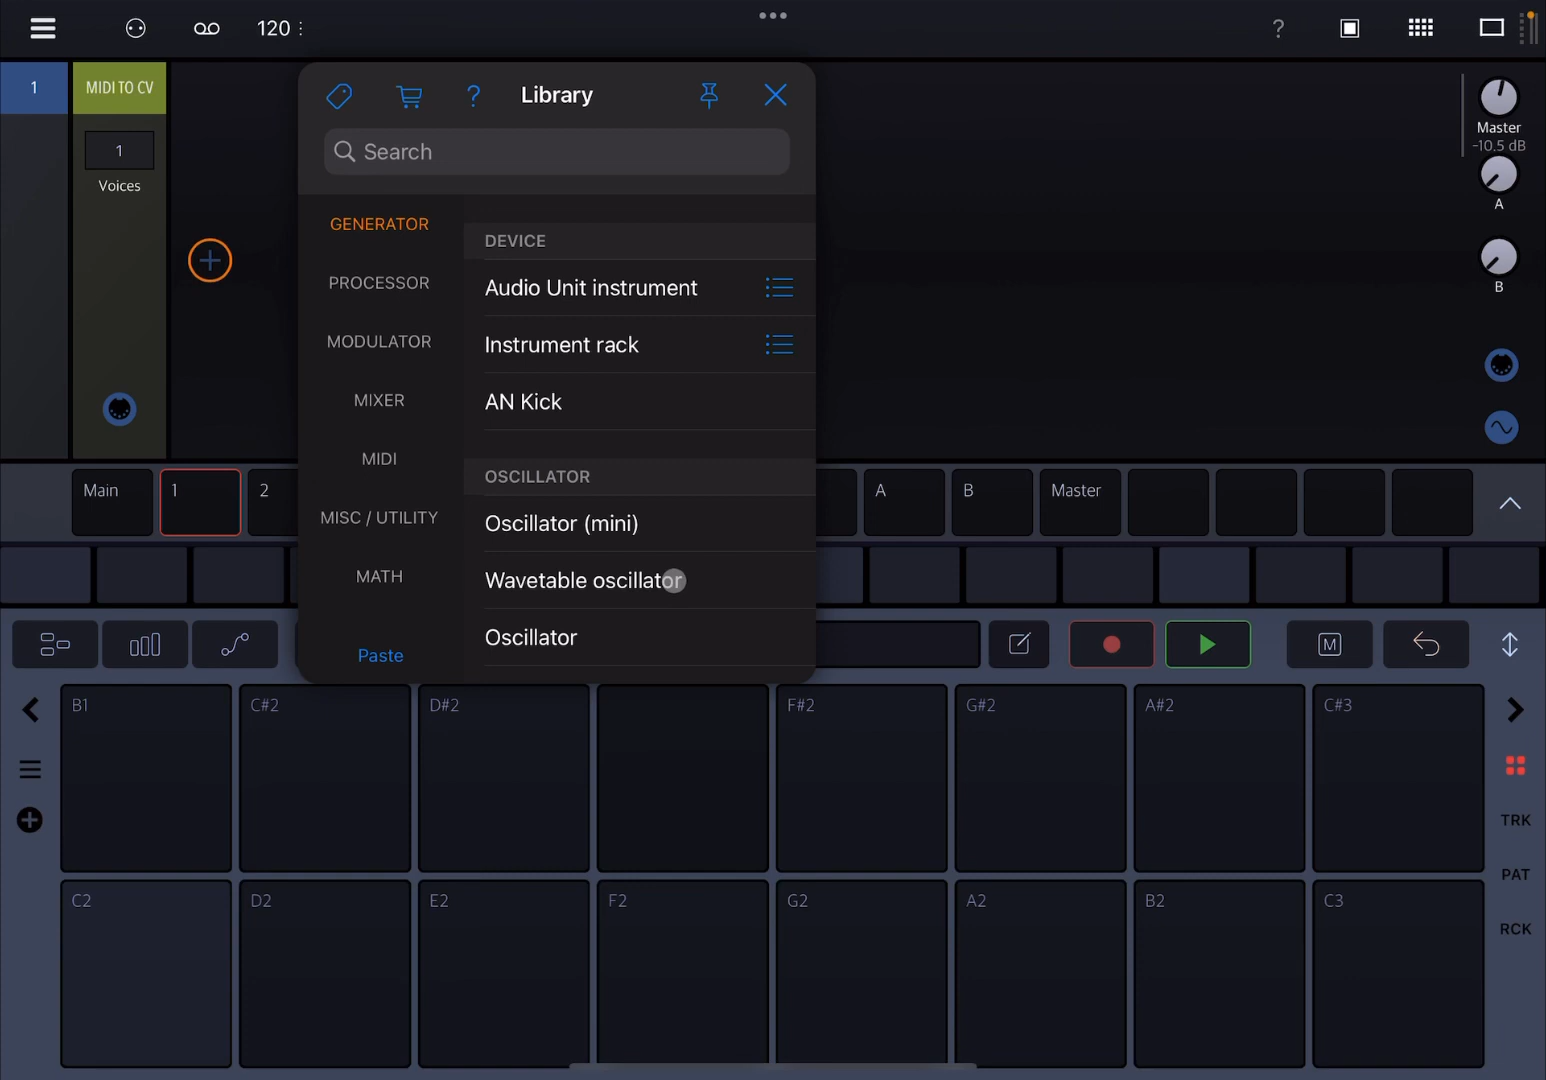 120
?
1
MIDI TO CV
? Library
Search
Master
-10.5 dB
1
Voices
A
B
GENERATOR
PROCESSOR
MODULATOR
MIXER
MIDI
MISC / UTILITY
MATH
Paste
DEVICE
Audio Unit instrument
Instrument rack
AN Kick
OSCILLATOR
Oscillator (mini)
Wavetable oscillator
Oscillator
Main 1 2 A B Master
M
B1 C#2 D#2 F#2 G#2 A#2 C#3
TRK
PAT
C2 D2 E2 F2 G2 A2 B2 C3
RCK